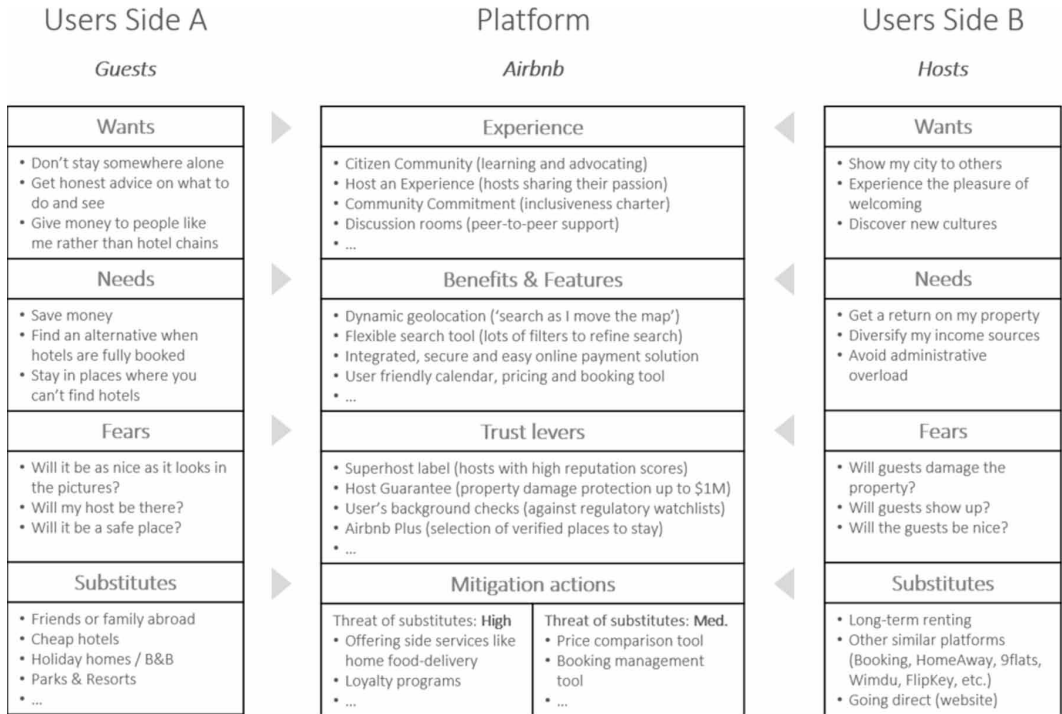 Users Side A
Guests
Wants
• Don't stay somewhere alone
• Get honest advice on what to
do and see
• Give money to people like
me rather than hotel chains
Needs
• Save money
• Find an alternative when
hotels are fully booked
• Stay in places where you
can't find hotels
Fears
• Will it be as nice as it looks in
the pictures?
• Will my host be there?
• Will it be a safe place?
Substitutes
• Friends or family abroad
• Cheap hotels
• Holiday homes / B&B
• Parks & Resorts
• ...
Platform
Airbnb
Experience
• Citizen Community (learning and advocating)
• Host an Experience (hosts sharing their passion)
• Community Commitment (inclusiveness charter)
• Discussion rooms (peer-to-peer support)
• ...
Benefits & Features
• Dynamic geolocation ('search as I move the map')
• Flexible search tool (lots of filters to refine search)
• Integrated, secure and easy online payment solution
• User friendly calendar, pricing and booking tool
• ...
Trust levers
• Superhost label (hosts with high reputation scores)
• Host Guarantee (property damage protection up to $1M)
• User's background checks (against regulatory watchlists)
• Airbnb Plus (selection of verified places to stay)
• ...
Mitigation actions
Threat of substitutes: High
• Offering side services like
home food-delivery
• Loyalty programs
• ...
Threat of substitutes: Med.
• Price comparison tool
• Booking management
tool
• ...
Users Side B
Hosts
Wants
• Show my city to others
• Experience the pleasure of
welcoming
• Discover new cultures
Needs
• Get a return on my property
• Diversify my income sources
• Avoid administrative
overload
Fears
• Will guests damage the
property?
• Will guests show up?
• Will the guests be nice?
Substitutes
• Long-term renting
• Other similar platforms
(Booking, HomeAway, 9flats,
Wimdu, FlipKey, etc.)
• Going direct (website)